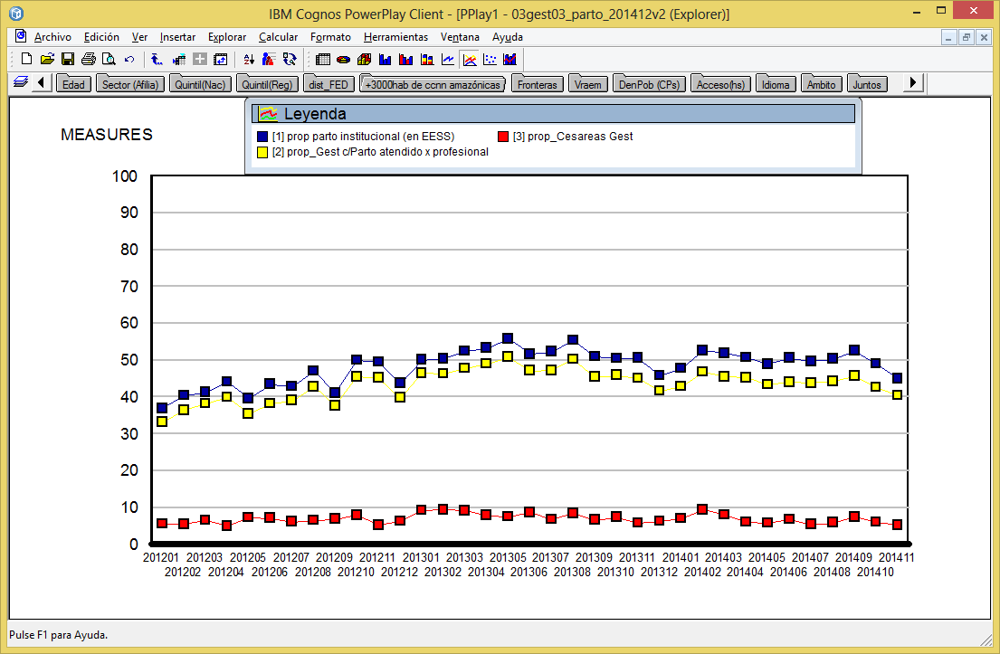 IBM Cognos PowerPlay Client - [PPlay1 - 03gest03_parto_201412v2 (Explorer)]
Archivo Edición Ver Insertar Explorar Calcular Formato Herramientas Ventana Ayuda
Edad Sector (Afilia) Quintil(Nac) Quintil(Reg) dist_FED +3000hab de ccnn amazónicas Fronteras Vraem DenPob (CPs) Acceso(hs) Idioma Ambito Juntos
Leyenda
MEASURES
[1] prop parto institucional (en EESS) [3] prop_Cesareas Gest
[2] prop_Gest c/Parto atendido x profesional
100
90
80
70
60
50
40
30
20
10
0
201201 201203 201205 201207 201209 201211 201301 201303 201305 201307 201309 201311 201401 201403 201405 201407 201409 201411
201202 201204 201206 201208 201210 201212 201302 201304 201306 201308 201310 201312 201402 201404 201406 201408 201410
Pulse F1 para Ayuda.